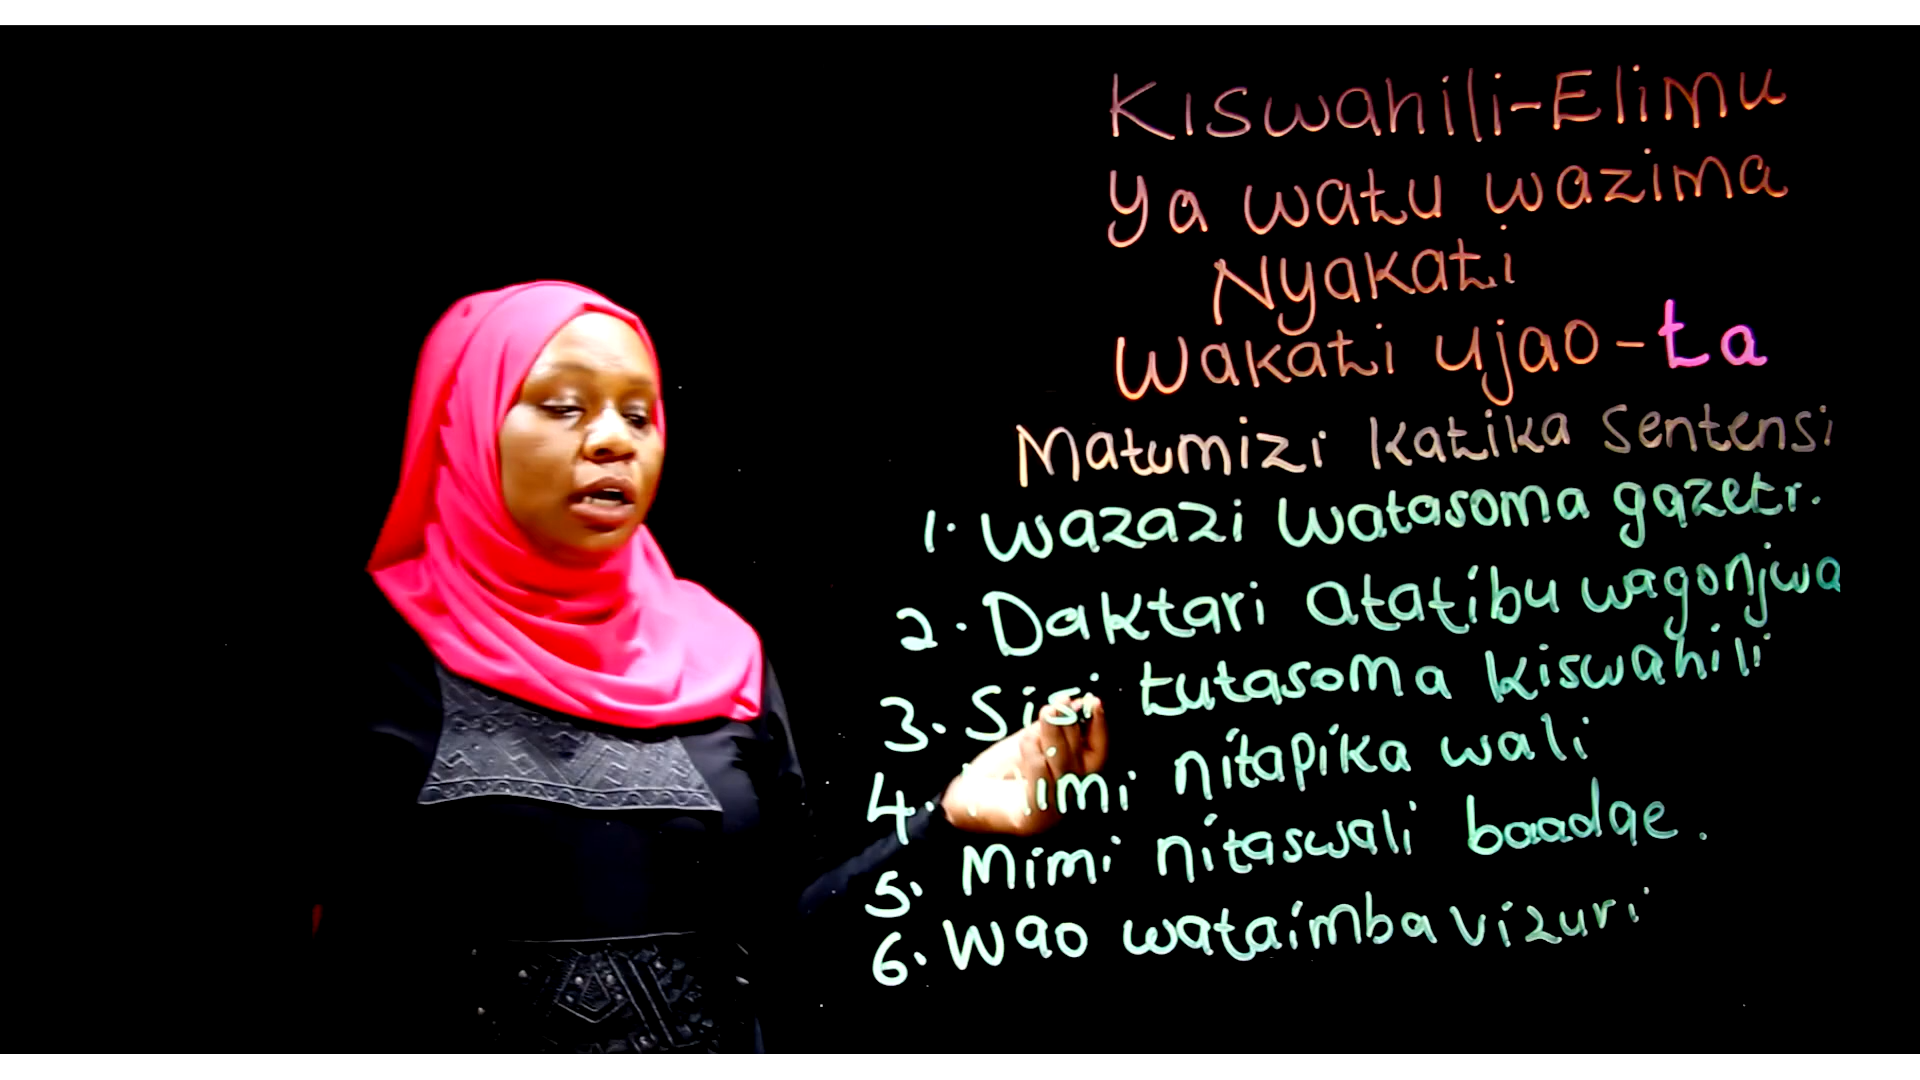 Kiswahili-Elimu
ya watu wazima
Nyakati
Wakati ujao-ta
Matumizi katika sentensi
1. Wazazi watasoma gazeti.
2. Daktari atatibu wagonjwa
3. Sisi tutasoma kiswahili
4. Mimi nitapika wali
5. Mimi nitaswali baadae.
6. Wao wataimba vizuri